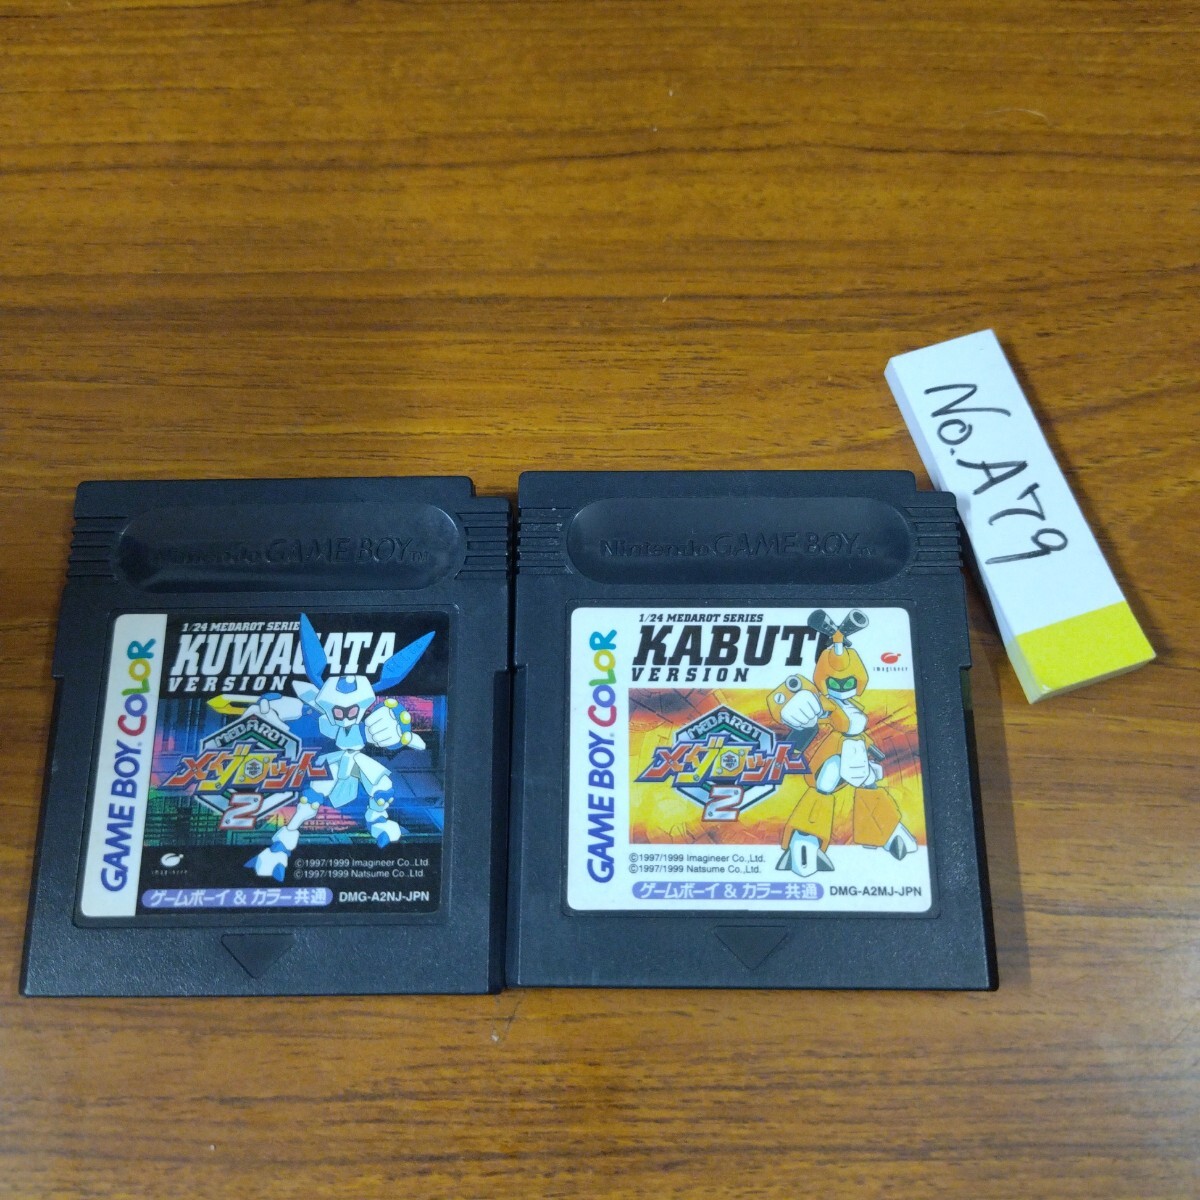 Nintendo GAME BOY™
1/24 MEDAROT SERIES
KUWAGATA
VERSION
GAME BOY COLOR
MEDAROT
メダロット
2
imagineer
©1997/1999 Imagineer Co.,Ltd.
©1997/1999 Natsume Co.,Ltd.
ゲームボーイ & カラー共通
DMG-A2NJ-JPN
Nintendo GAME BOY™
1/24 MEDAROT SERIES
KABUTO
VERSION
imagineer
GAME BOY COLOR
MEDAROT
メダロット
2
©1997/1999 Imagineer Co.,Ltd.
©1997/1999 Natsume Co.,Ltd.
ゲームボーイ & カラー共通
DMG-A2MJ-JPN
No.A79